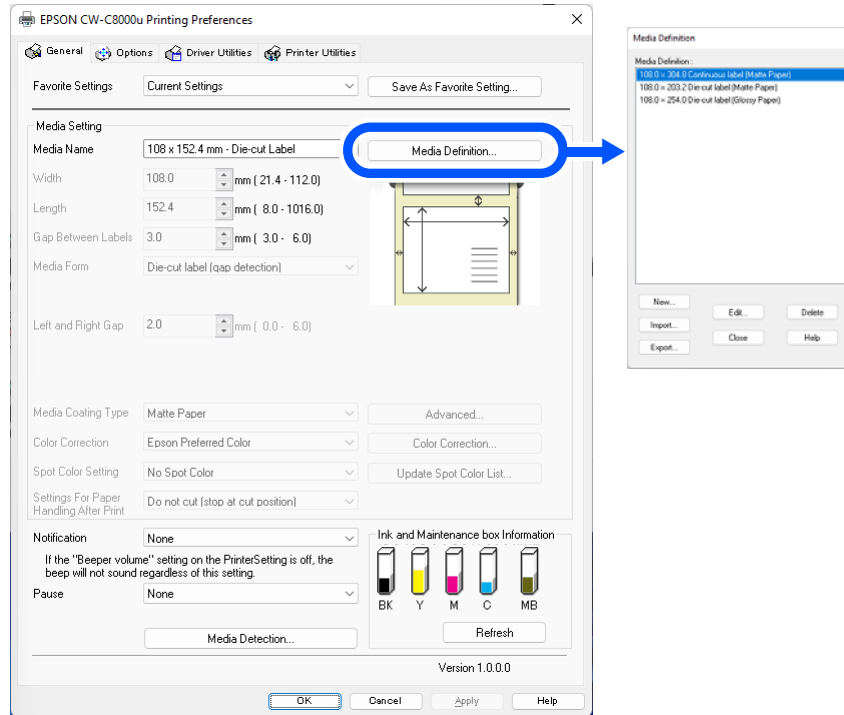 EPSON CW-C8000u Printing Preferences
General Options Driver Utilities Printer Utilities
Favorite Settings Current Settings Save As Favorite Setting...
Media Setting
Media Name 108 x 152.4 mm - Die-cut Label Media Definition...
Width 108.0 mm ( 21.4 - 112.0)
Length 152.4 mm ( 8.0 - 1016.0)
Gap Between Labels 3.0 mm ( 3.0 - 6.0)
Media Form Die-cut label (gap detection)
Left and Right Gap 2.0 mm ( 0.0 - 6.0)
Media Coating Type Matte Paper Advanced...
Color Correction Epson Preferred Color Color Correction...
Spot Color Setting No Spot Color Update Spot Color List...
Settings For Paper
Handling After Print Do not cut (stop at cut position)
Notification None
If the "Beeper volume" setting on the PrinterSetting is off, the
beep will not sound regardless of this setting.
Pause None
Media Detection...
Ink and Maintenance box Information
BK Y M C MB
Refresh
Version 1.0.0.0
OK Cancel Apply Help
Media Definition
Media Definition :
108.0 × 304.8 Continuous label (Matte Paper)
108.0 × 203.2 Die-cut label (Matte Paper)
108.0 × 254.0 Die-cut label (Glossy Paper)
New... Edit... Delete
Import... Close Help
Export...